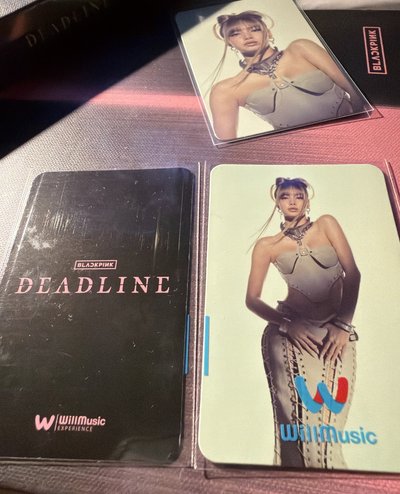 DEADLINE
BLACKPINK
BLACKPINK
DEADLINE
W WillMusic
EXPERIENCE
W
WillMusic